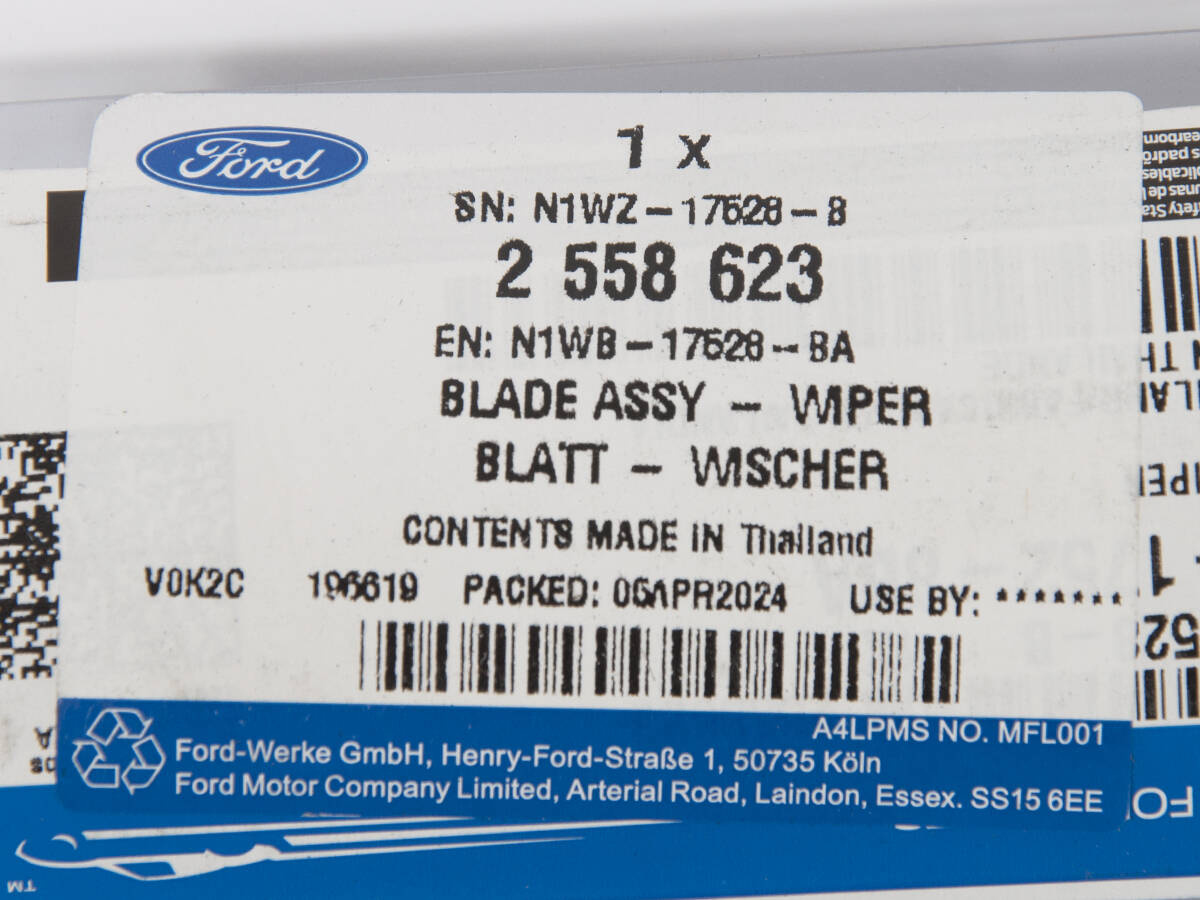 Ford
1 x
SN: N1WZ-17528-B
2 558 623
EN: N1WB-17528-BA
BLADE ASSY - WIPER
BLATT - WISCHER
CONTENTS MADE IN Thailand
V0K2C 196619 PACKED: 05APR2024 USE BY: *******
A4LPMS NO. MFL001
Ford-Werke GmbH, Henry-Ford-Straße 1, 50735 Köln
Ford Motor Company Limited, Arterial Road, Laindon, Essex. SS15 6EE
TM